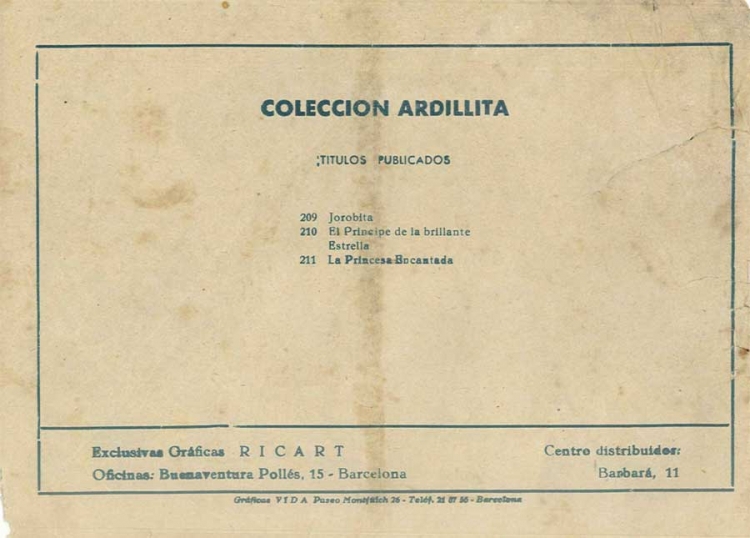 COLECCION ARDILLITA
TITULOS PUBLICADOS
209 Jorobita
210 El Principe de la brillante
Estrella
211 La Princesa Encantada
Exclusivas Gráficas RICART
Oficinas: Buenaventura Pollés, 15 - Barcelona
Centro distribuidor:
Barbará, 11
Gráficas VIDA Paseo Montjuich 26 - Teléf. 21 87 55 - Barcelona